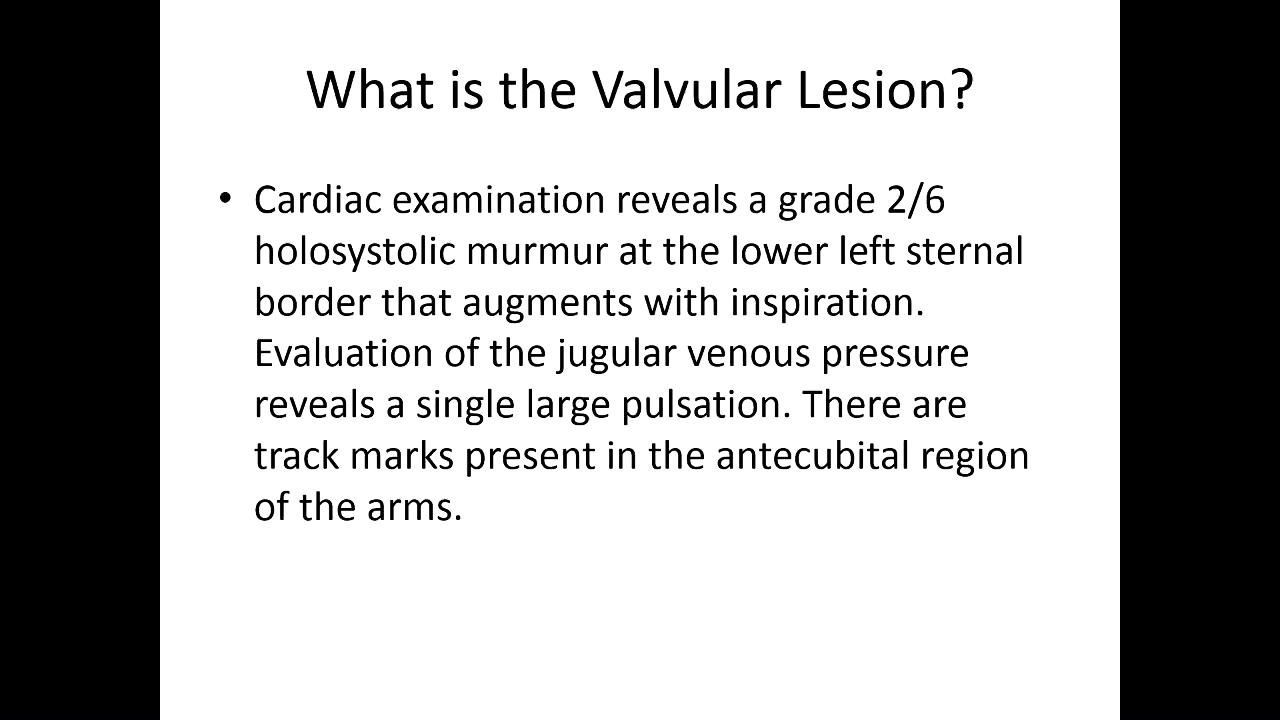 What is the Valvular Lesion?
• Cardiac examination reveals a grade 2/6
holosystolic murmur at the lower left sternal
border that augments with inspiration.
Evaluation of the jugular venous pressure
reveals a single large pulsation. There are
track marks present in the antecubital region
of the arms.